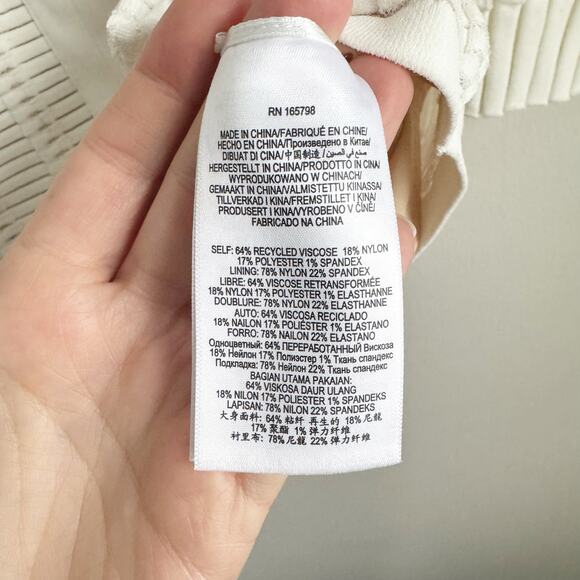 RN 165798
MADE IN CHINA/FABRIQUÉ EN CHINE/
HECHO EN CHINA/Произведено в Китае/
DIBUAT DI CINA/中国制造/صنع في الصين/
HERGESTELLT IN CHINA/PRODOTTO IN CINA/
WYPRODUKOWANO W CHINACH/
GEMAAKT IN CHINA/VALMISTETTU KIINASSA/
TILLVERKAD I KINA/FREMSTILLET I KINA/
PRODUSERT I KINA/VYROBENO V ČÍNĚ/
FABRICADO NA CHINA
SELF: 64% RECYCLED VISCOSE 18% NYLON
17% POLYESTER 1% SPANDEX
LINING: 78% NYLON 22% SPANDEX
LIBRE: 64% VISCOSE RETRANSFORMÉE
18% NYLON 17% POLYESTER 1% ELASTHANNE
DOUBLURE: 78% NYLON 22% ELASTHANNE
AUTO: 64% VISCOSA RECICLADO
18% NAILON 17% POLIÉSTER 1% ELASTANO
FORRO: 78% NAILON 22% ELASTANO
Одноцветный: 64% ПЕРЕРАБОТАННЫЙ Вискоза
18% Нейлон 17% Полиэстер 1% Ткань спандекс
Подкладка: 78% Нейлон 22% Ткань спандекс
BAGIAN UTAMA PAKAIAN:
64% VISKOSA DAUR ULANG
18% NILON 17% POLIESTER 1% SPANDEKS
LAPISAN: 78% NILON 22% SPANDEKS
大身面料: 64% 粘纤 再生的 18% 尼龍
17% 聚酯 1% 弹力纤维
衬里布: 78% 尼龍 22% 弹力纤维